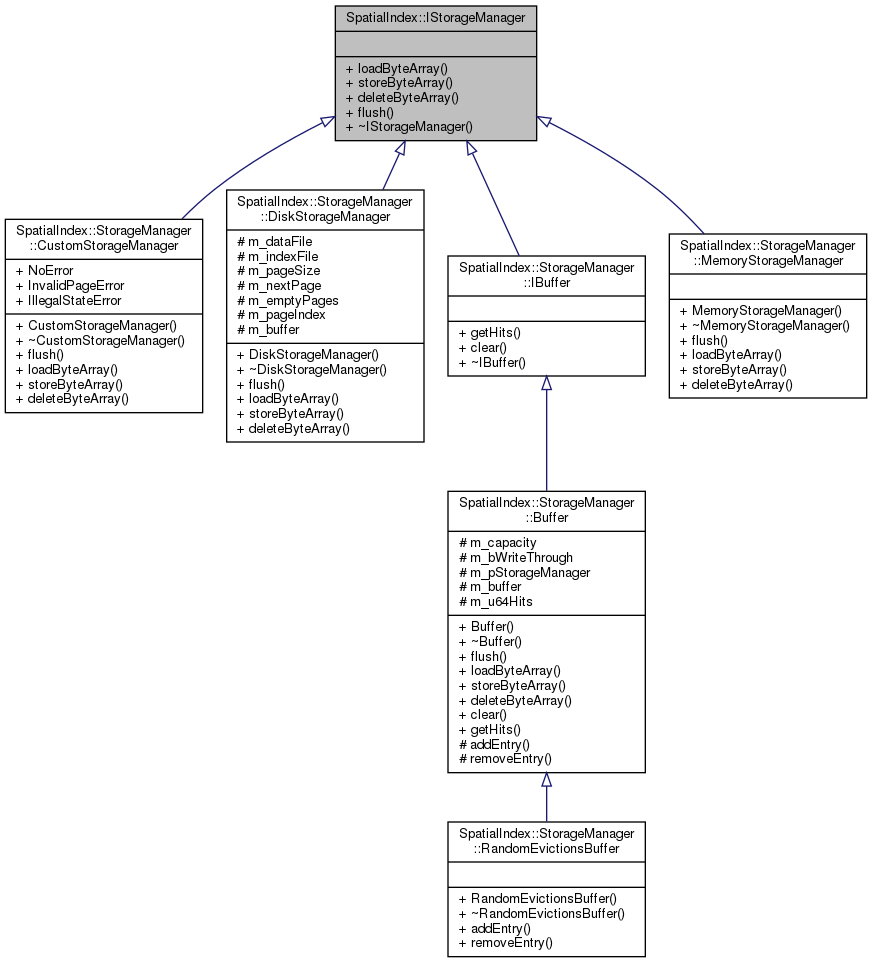 SpatialIndex::IStorageManager
+ loadByteArray()
+ storeByteArray()
+ deleteByteArray()
+ flush()
+ ~IStorageManager()
SpatialIndex::StorageManager
::CustomStorageManager
+ NoError
+ InvalidPageError
+ IllegalStateError
+ CustomStorageManager()
+ ~CustomStorageManager()
+ flush()
+ loadByteArray()
+ storeByteArray()
+ deleteByteArray()
SpatialIndex::StorageManager
::DiskStorageManager
# m_dataFile
# m_indexFile
# m_pageSize
# m_nextPage
# m_emptyPages
# m_pageIndex
# m_buffer
+ DiskStorageManager()
+ ~DiskStorageManager()
+ flush()
+ loadByteArray()
+ storeByteArray()
+ deleteByteArray()
SpatialIndex::StorageManager
::IBuffer
+ getHits()
+ clear()
+ ~IBuffer()
SpatialIndex::StorageManager
::MemoryStorageManager
+ MemoryStorageManager()
+ ~MemoryStorageManager()
+ flush()
+ loadByteArray()
+ storeByteArray()
+ deleteByteArray()
SpatialIndex::StorageManager
::Buffer
# m_capacity
# m_bWriteThrough
# m_pStorageManager
# m_buffer
# m_u64Hits
+ Buffer()
+ ~Buffer()
+ flush()
+ loadByteArray()
+ storeByteArray()
+ deleteByteArray()
+ clear()
+ getHits()
# addEntry()
# removeEntry()
SpatialIndex::StorageManager
::RandomEvictionsBuffer
+ RandomEvictionsBuffer()
+ ~RandomEvictionsBuffer()
+ addEntry()
+ removeEntry()